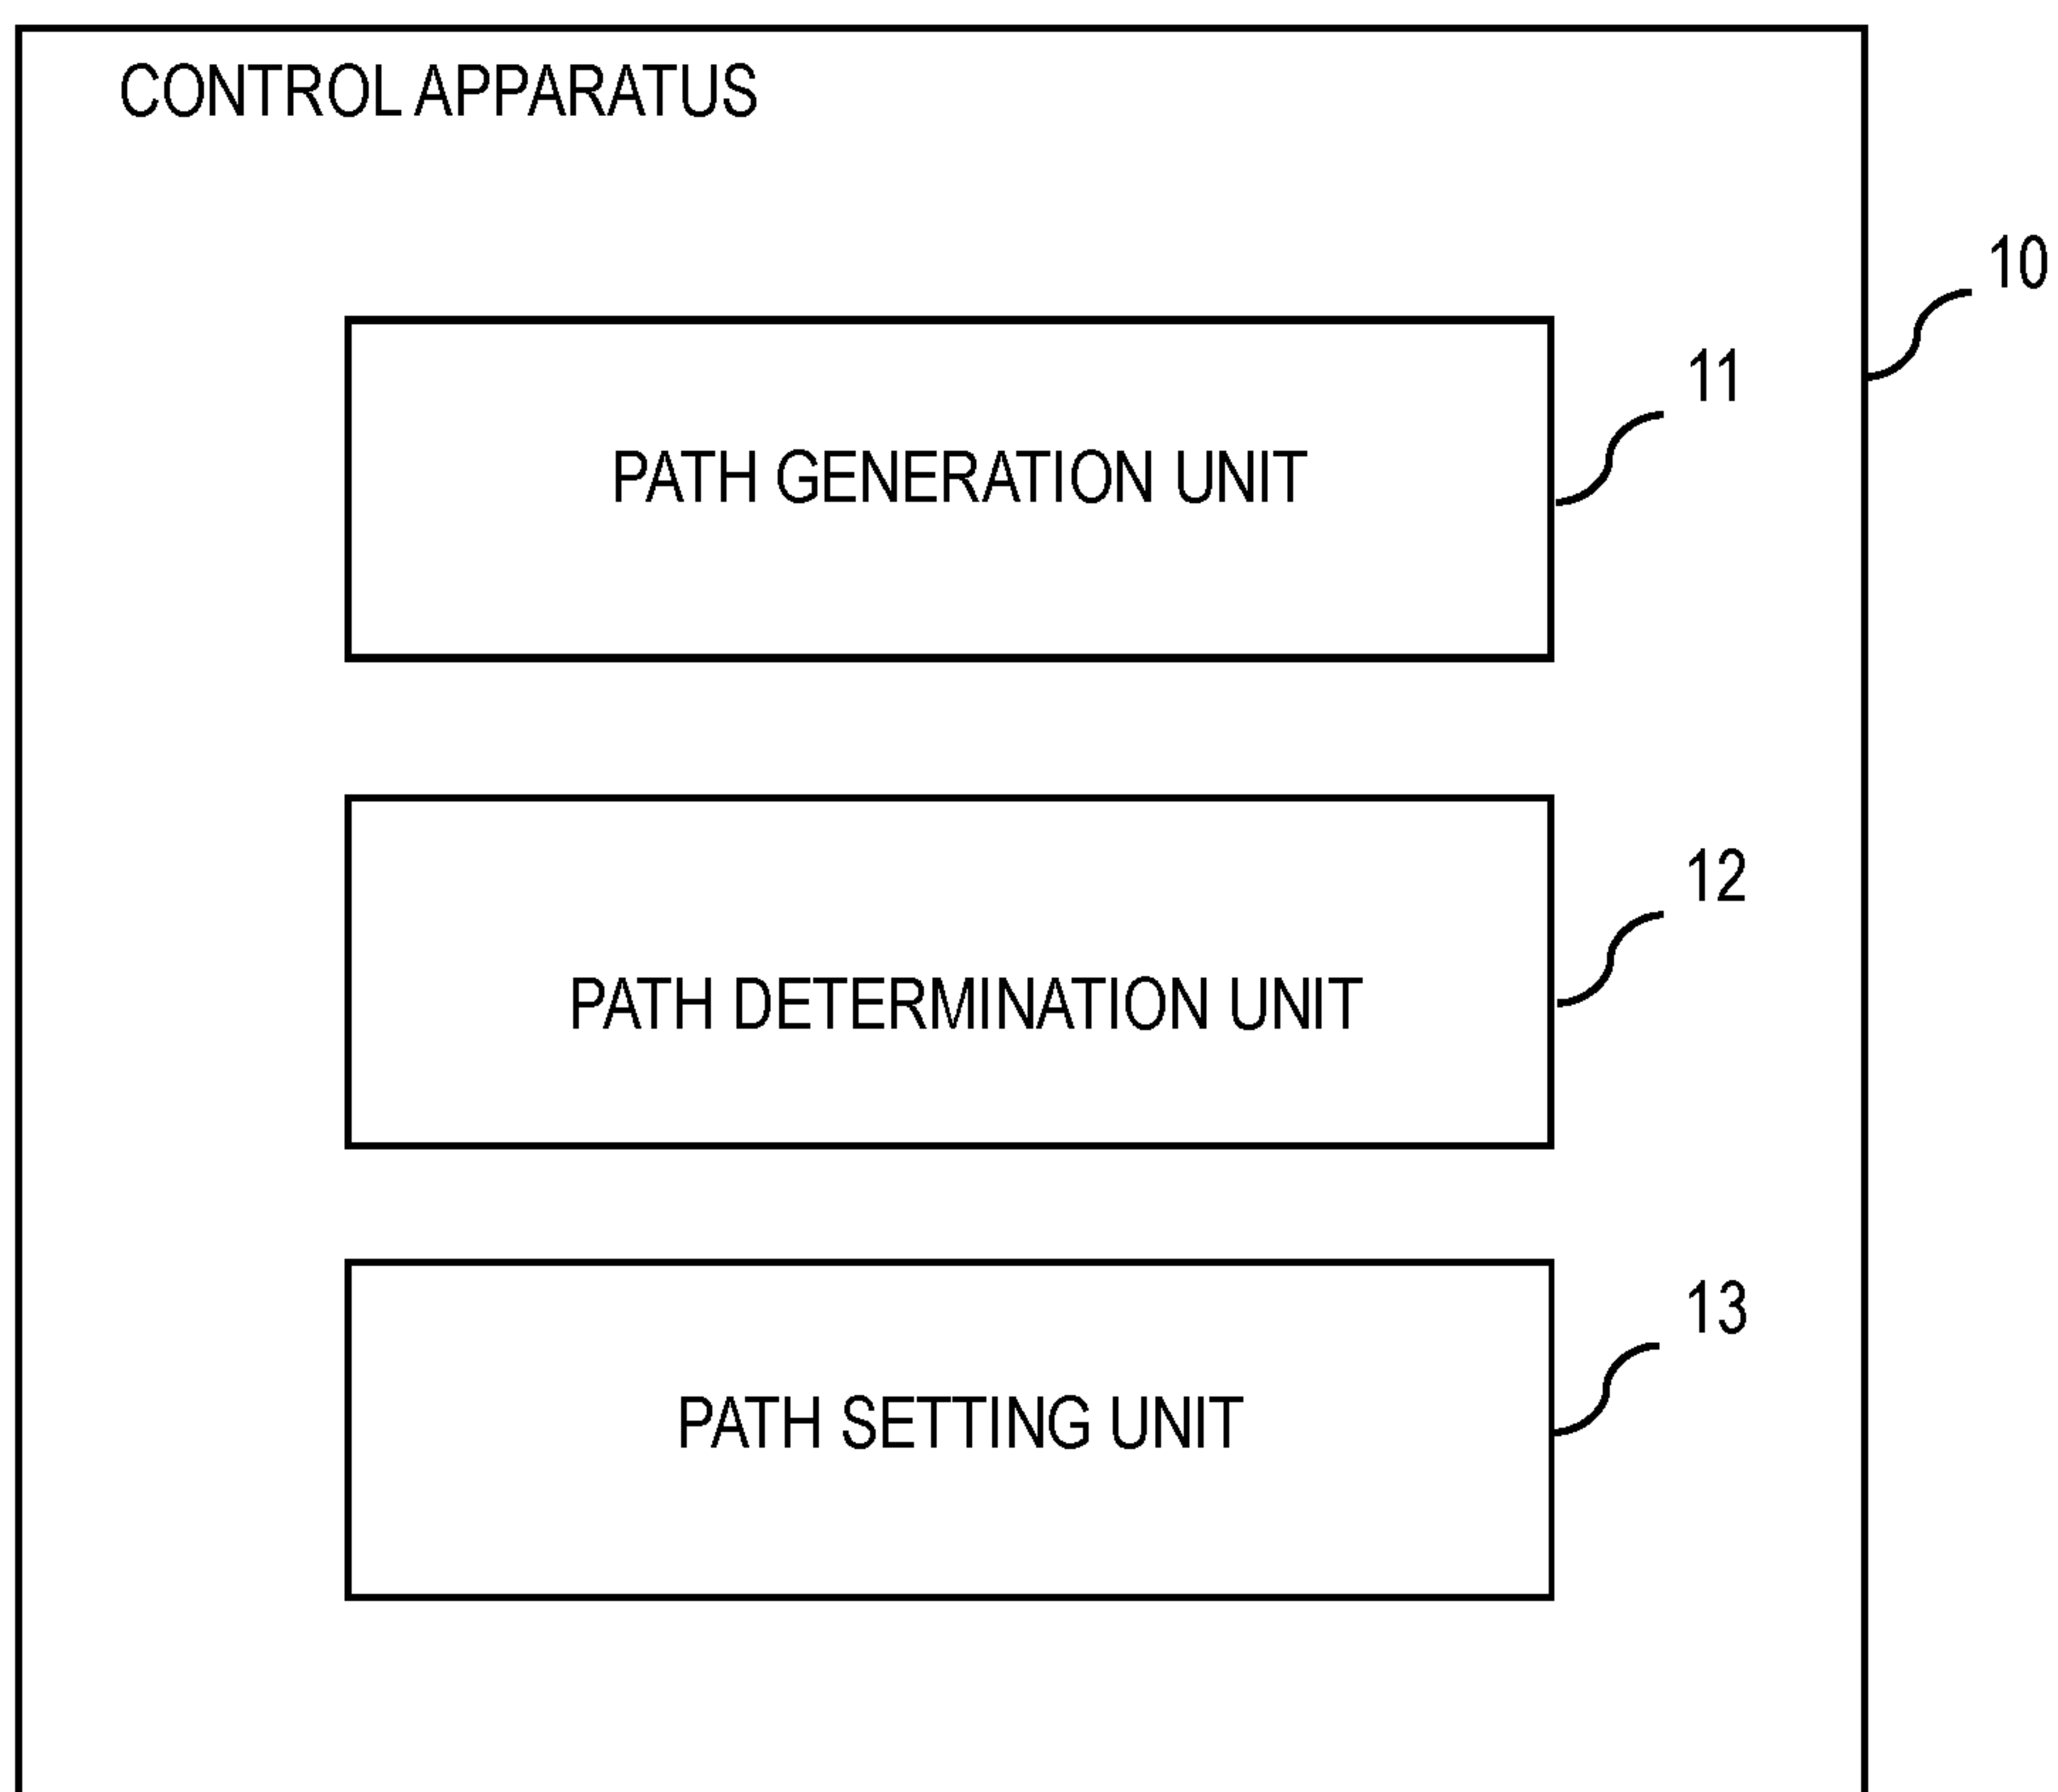 CONTROL APPARATUS
10
11
PATH GENERATION UNIT
12
PATH DETERMINATION UNIT
13
PATH SETTING UNIT